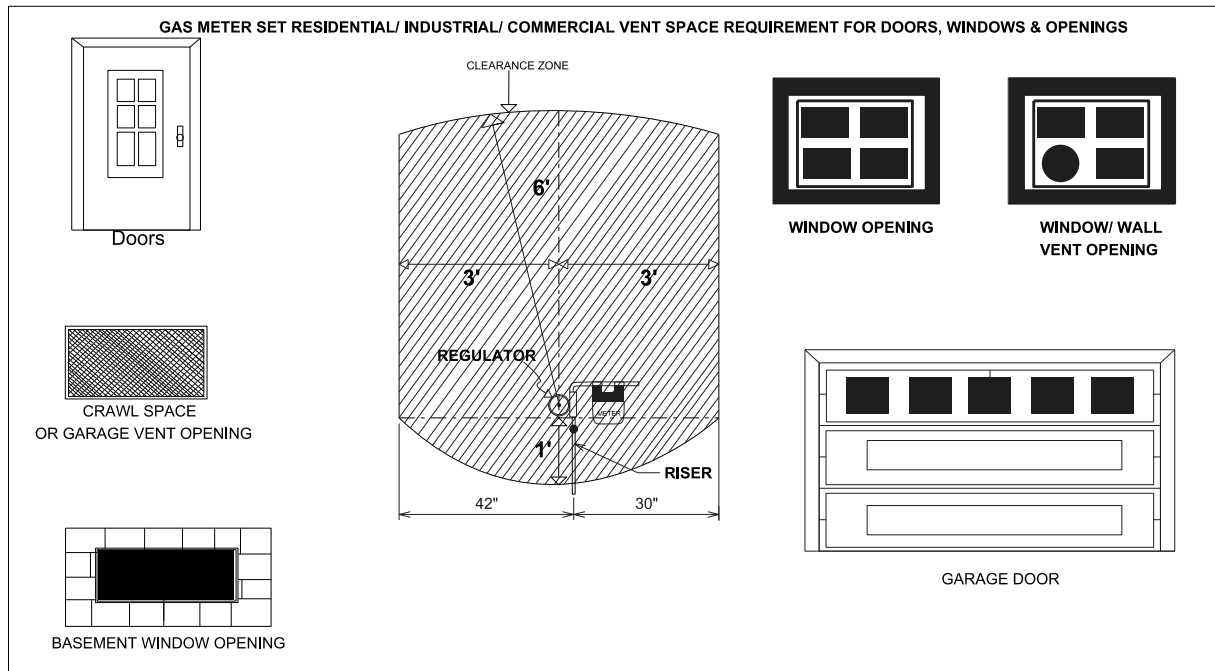 GAS METER SET RESIDENTIAL/ INDUSTRIAL/ COMMERCIAL VENT SPACE REQUIREMENT FOR DOORS, WINDOWS & OPENINGS
CLEARANCE ZONE
Doors
6'
3'
3'
WINDOW OPENING
WINDOW/ WALL
VENT OPENING
REGULATOR
CRAWL SPACE
OR GARAGE VENT OPENING
METER
1'
RISER
42"
30"
GARAGE DOOR
BASEMENT WINDOW OPENING